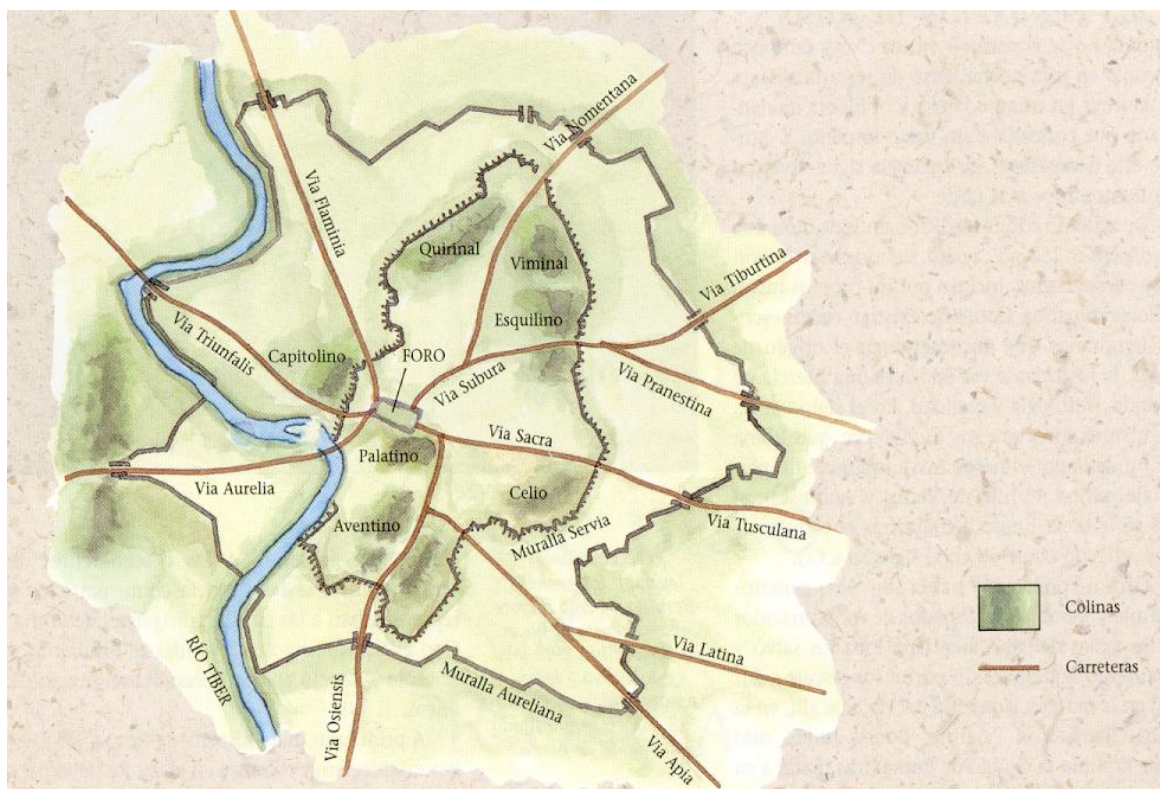 Via Nomentana
Via Flaminia
Quirinal
Viminal
Via Tiburtina
Esquilino
Via Triunfalis
Capitolino
FORO
Via Subura
Via Pranestina
Via Sacra
Palatino
Via Aurelia
Celio
Aventino
Muralla Servia
Via Tusculana
Colinas
RÍO TÍBER
Via Latina
Carreteras
Muralla Aureliana
Via Osiensis
Via Apia